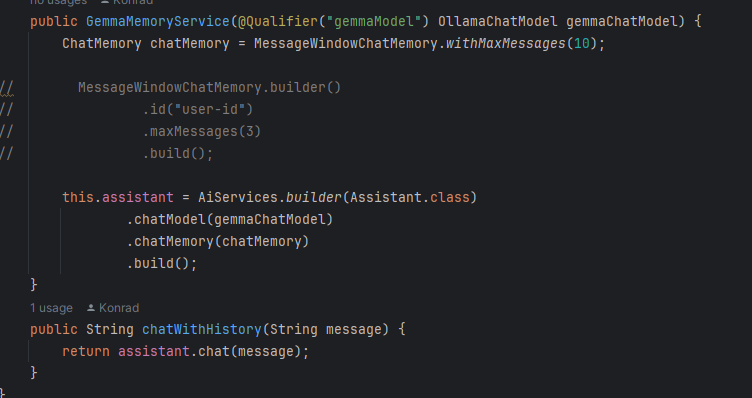 no usages Konrad
public GemmaMemoryService(@Qualifier("gemmaModel") OllamaChatModel gemmaChatModel) {
ChatMemory chatMemory = MessageWindowChatMemory.withMaxMessages(10);
// MessageWindowChatMemory.builder()
// .id("user-id")
// .maxMessages(3)
// .build();
this.assistant = AiServices.builder(Assistant.class)
.chatModel(gemmaChatModel)
.chatMemory(chatMemory)
.build();
}
1 usage Konrad
public String chatWithHistory(String message) {
return assistant.chat(message);
}
}